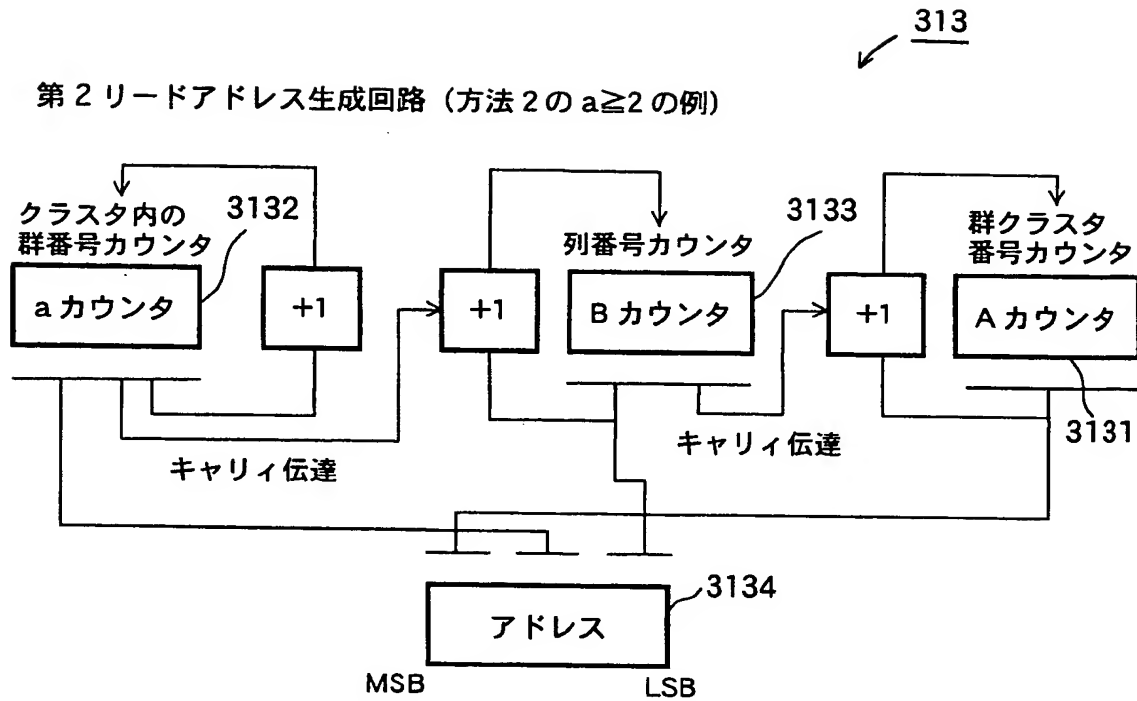 313
第2リードアドレス生成回路（方法2のa≧2の例）
クラスタ内の
群番号カウンタ
3132
列番号カウンタ
3133
群クラスタ
番号カウンタ
aカウンタ
+1
+1
Bカウンタ
+1
Aカウンタ
3131
キャリィ伝達
キャリィ伝達
3134
アドレス
MSB
LSB